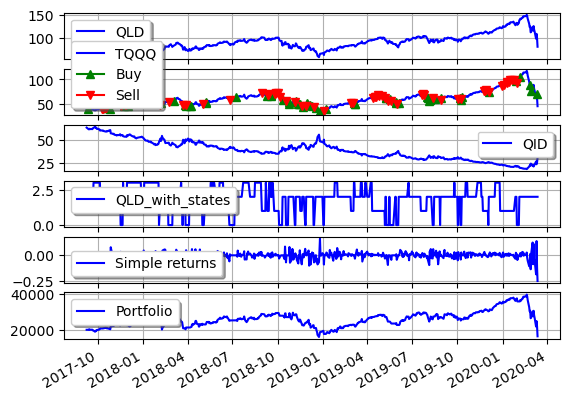 150
QLD
100
TQQQ
Buy
100
Sell
50
50
QID
25
2.5
QLD_with_states
0.0
0.00
Simple returns
−0.25
40000
Portfolio
20000
2017-10 2018-01 2018-04 2018-07 2018-10 2019-01 2019-04 2019-07 2019-10 2020-01 2020-04